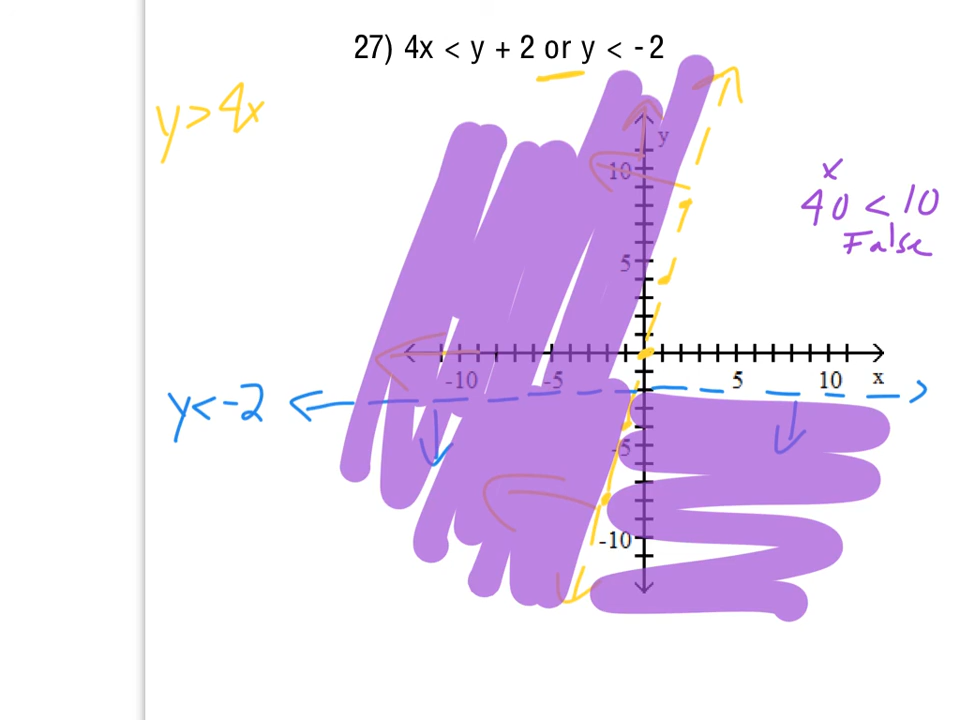 27) 4x < y + 2 or y < - 2
y > 4x
y
10
x
40 < 10
False
5
-10
-5
5
10
x
y < -2
-5
-10